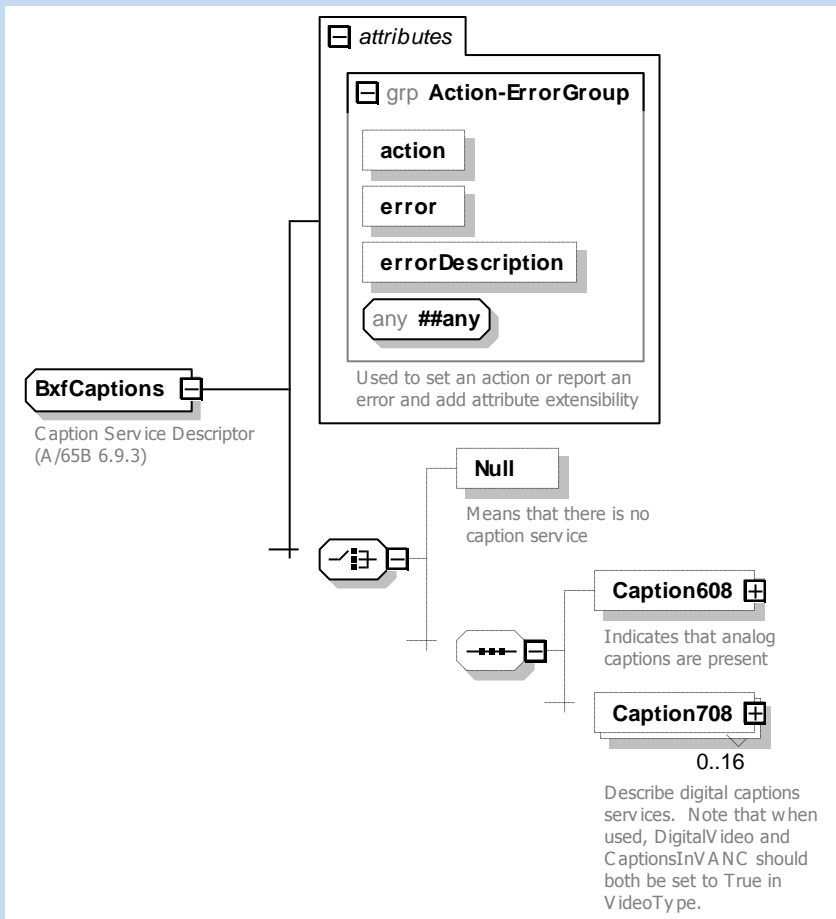 attributes
grp Action-ErrorGroup
action
error
errorDescription
any ##any
Used to set an action or report an
error and add attribute extensibility
BxfCaptions
Caption Service Descriptor
(A/65B 6.9.3)
Null
Means that there is no
caption service
Caption608
Indicates that analog
captions are present
Caption708
0..16
Describe digital captions
services. Note that when
used, DigitalVideo and
CaptionsInVANC should
both be set to True in
VideoType.